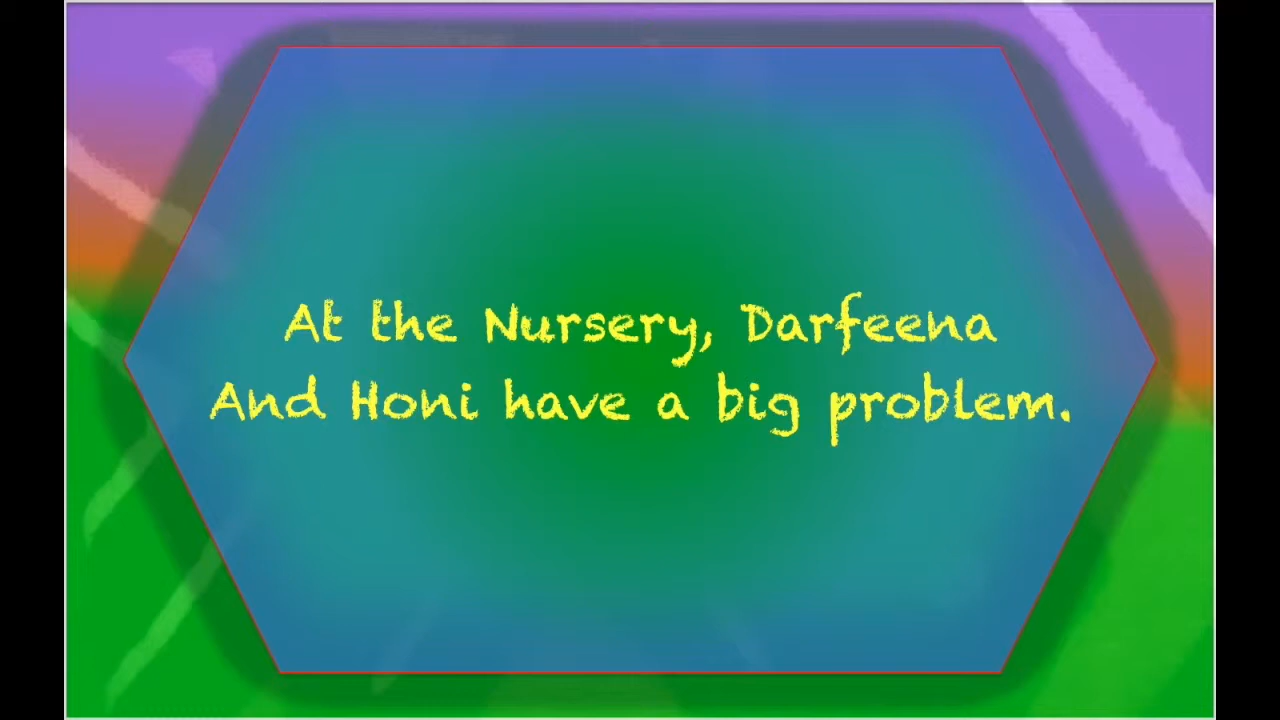 At the Nursery, Darfeena
And Honi have a big problem.